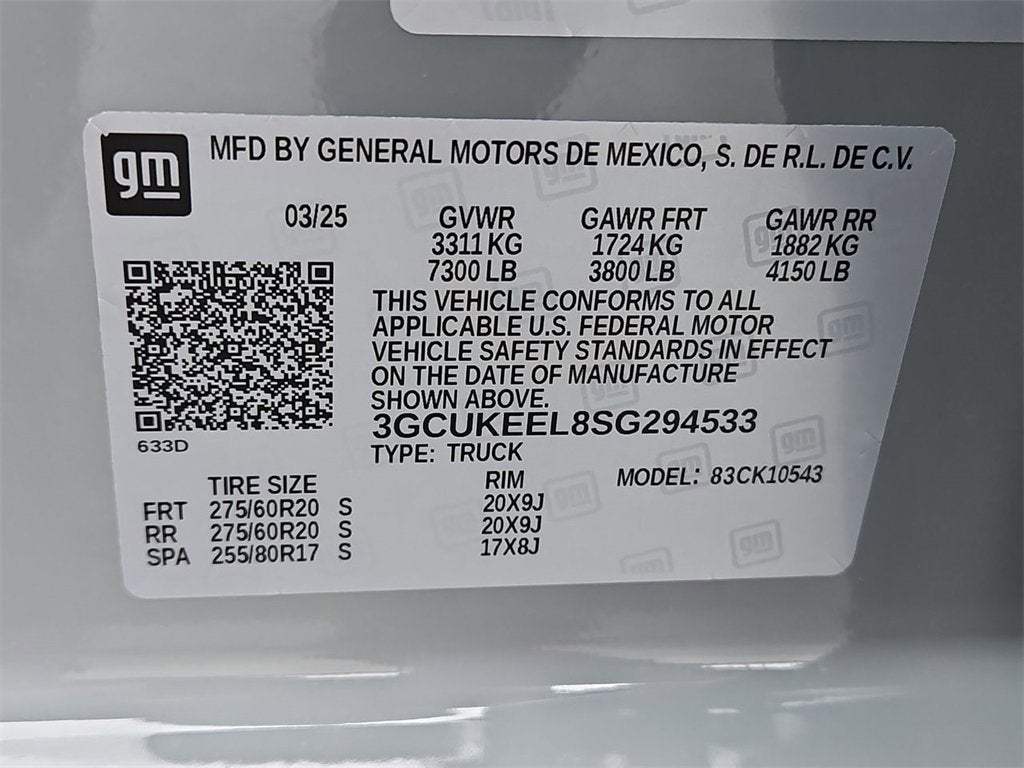 gm
MFD BY GENERAL MOTORS DE MEXICO, S. DE R.L. DE C.V.
03/25 GVWR GAWR FRT GAWR RR
3311 KG 1724 KG 1882 KG
7300 LB 3800 LB 4150 LB
THIS VEHICLE CONFORMS TO ALL
APPLICABLE U.S. FEDERAL MOTOR
VEHICLE SAFETY STANDARDS IN EFFECT
ON THE DATE OF MANUFACTURE
SHOWN ABOVE.
3GCUKEEL8SG294533
633D
TYPE: TRUCK
TIRE SIZE RIM MODEL: 83CK10543
FRT 275/60R20 S 20X9J
RR 275/60R20 S 20X9J
SPA 255/80R17 S 17X8J